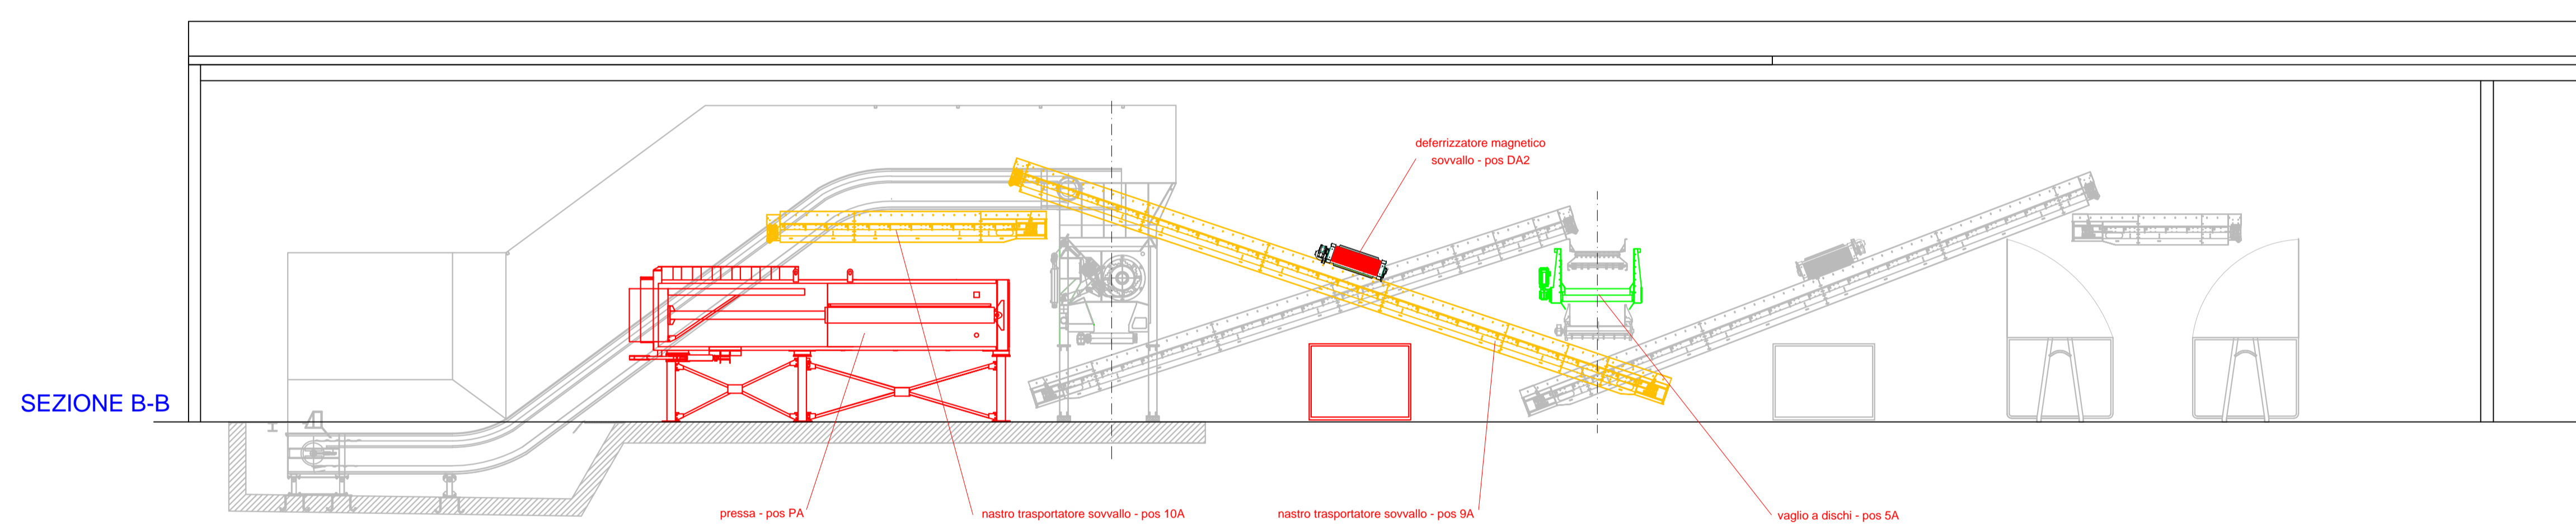 deferrizzatore magnetico
sovvallo - pos DA2
SEZIONE B-B
pressa - pos PA
nastro trasportatore sovvallo - pos 10A
nastro trasportatore sovvallo - pos 9A
vaglio a dischi - pos 5A